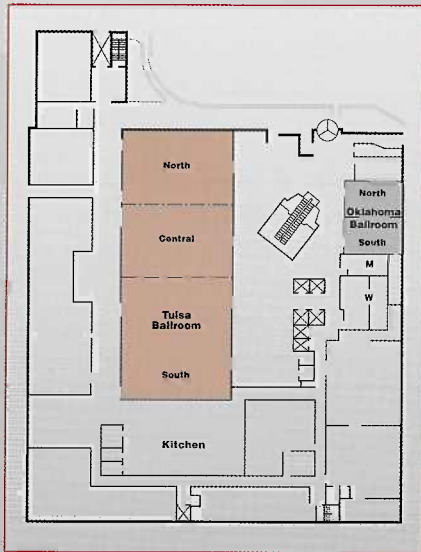 North
Central
Tulsa
Ballroom
South
Kitchen
North
Oklahoma
Ballroom
South
M
W